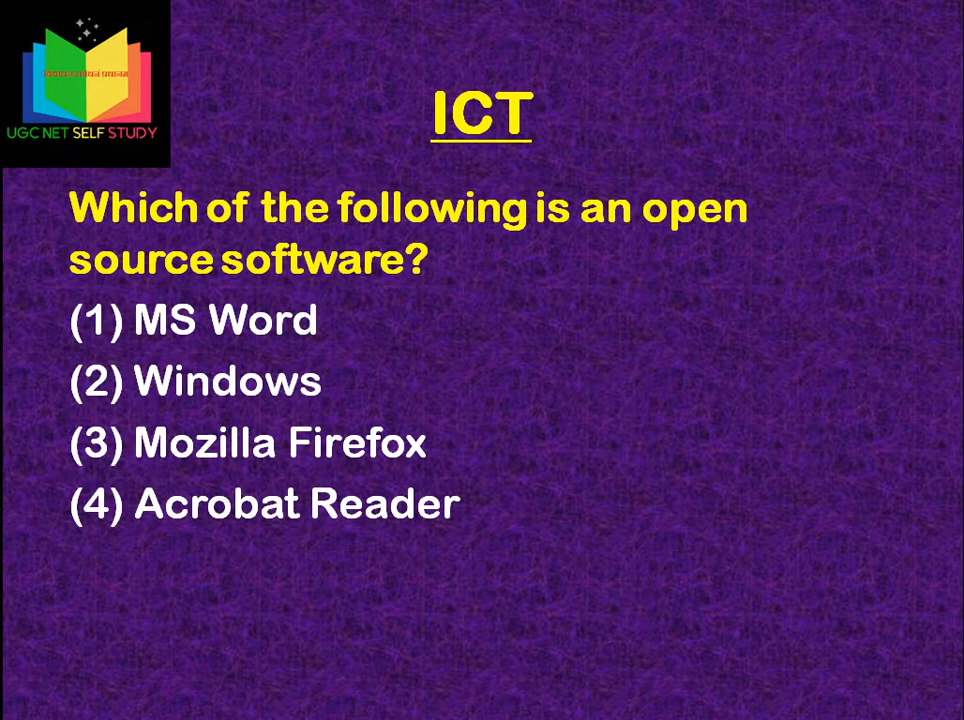 UGC NET SELF STUDY
ICT
Which of the following is an open
source software?
(1) MS Word
(2) Windows
(3) Mozilla Firefox
(4) Acrobat Reader